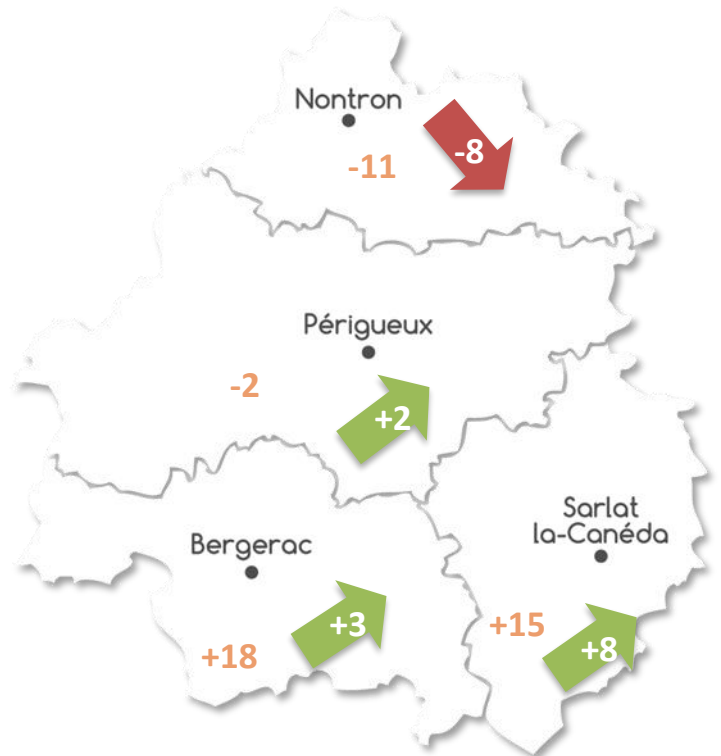 Nontron
-8
-11
Périgueux
-2
+2
Sarlat
la-Canéda
Bergerac
+3
+15
+18
+8